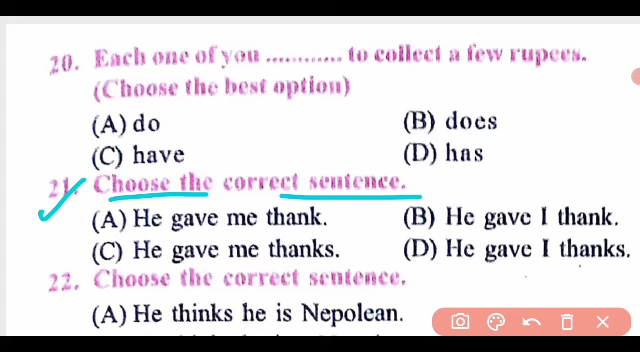 20. Each one of you ............ to collect a few rupees.
(Choose the best option)
(A) do (B) does
(C) have (D) has
21. Choose the correct sentence.
(A) He gave me thank. (B) He gave I thank.
(C) He gave me thanks. (D) He gave I thanks.
22. Choose the correct sentence.
(A) He thinks he is Nepolean.